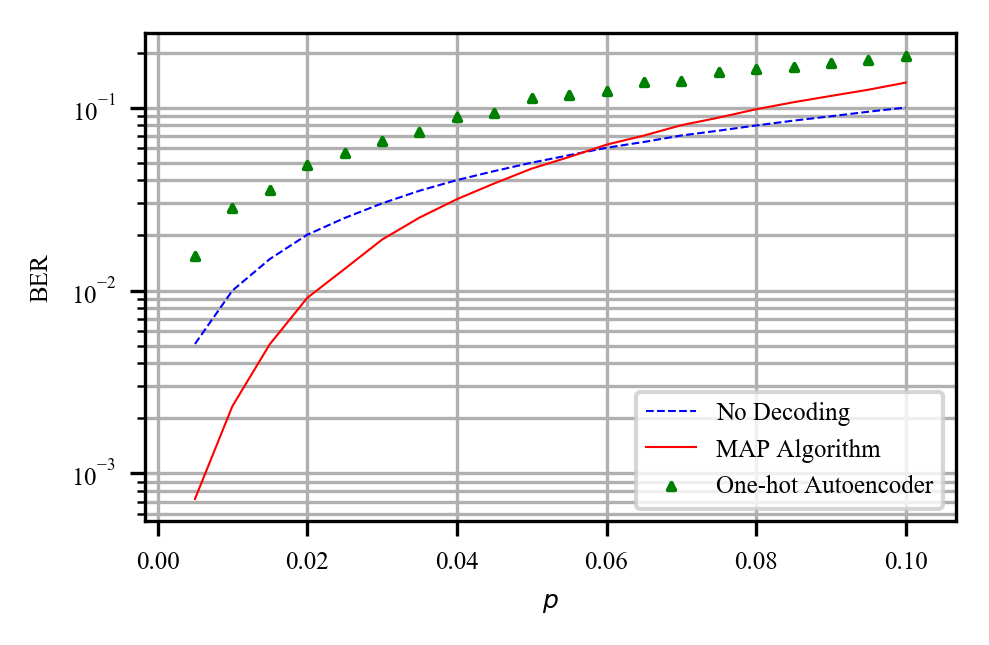 BER
10⁻¹
10⁻²
10⁻³
No Decoding
MAP Algorithm
One-hot Autoencoder
0.00 0.02 0.04 0.06 0.08 0.10
p